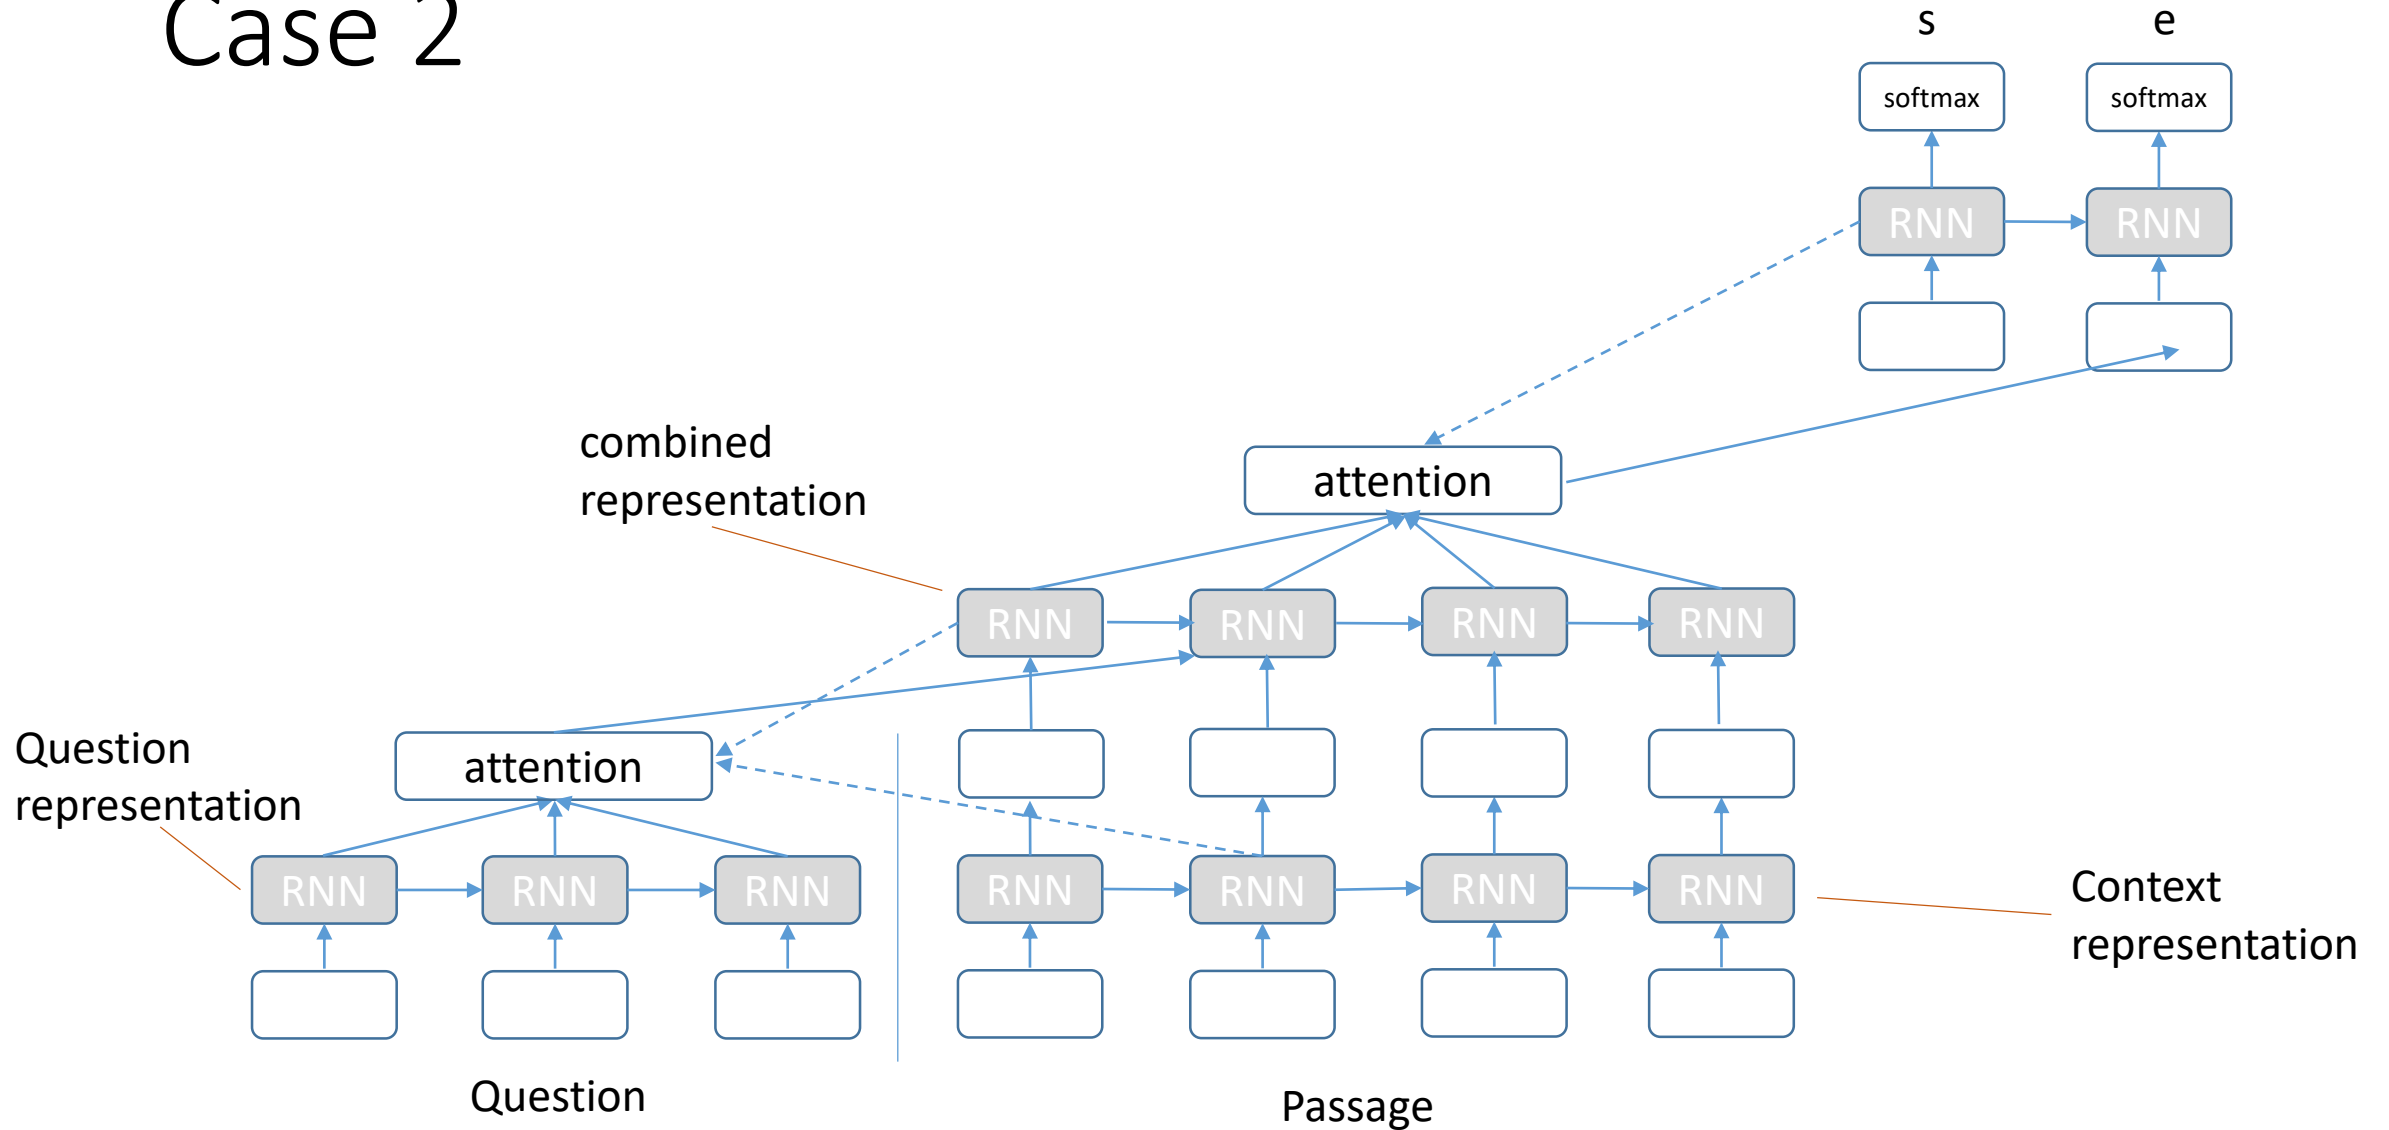 Case 2
s
e
softmax
softmax
RNN
RNN
combined
representation
attention
RNN
RNN
RNN
RNN
Question
representation
attention
RNN
RNN
RNN
RNN
RNN
RNN
RNN
Context
representation
Question
Passage